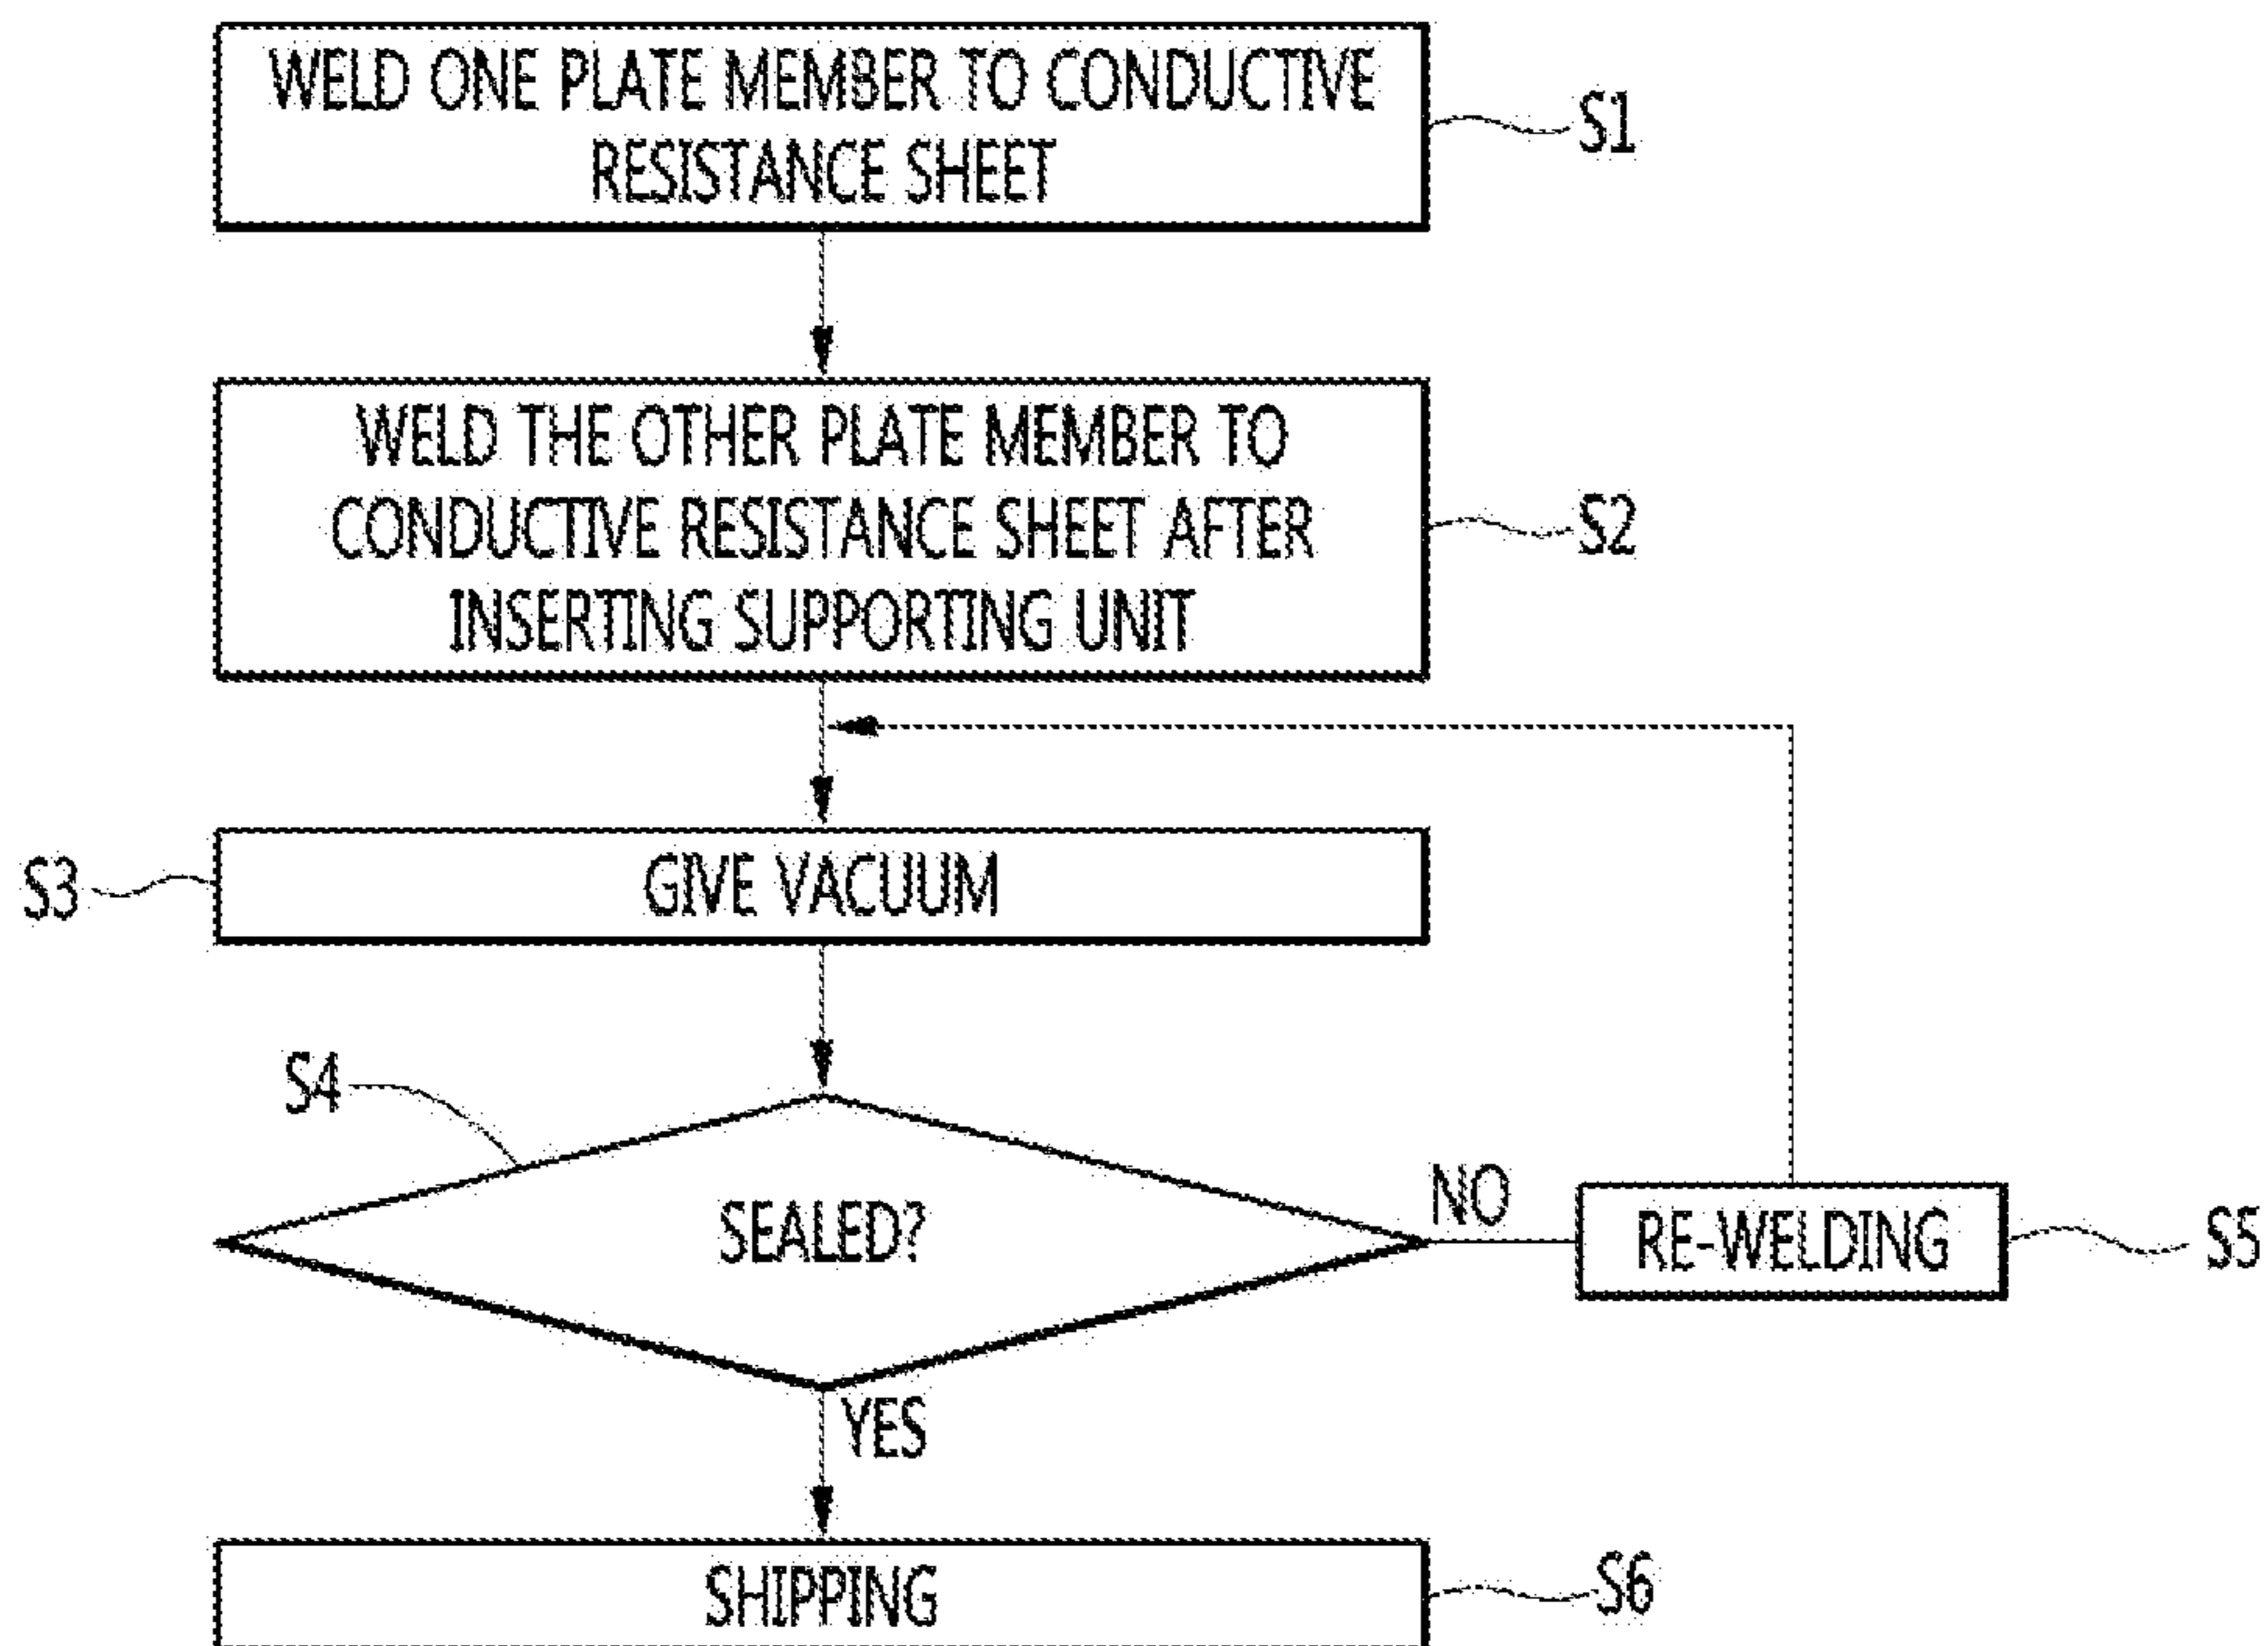 WELD ONE PLATE MEMBER TO CONDUCTIVE
RESISTANCE SHEET
S1
WELD THE OTHER PLATE MEMBER TO
CONDUCTIVE RESISTANCE SHEET AFTER
INSERTING SUPPORTING UNIT
S2
S3
GIVE VACUUM
S4
SEALED?
NO
RE-WELDING
S5
YES
SHIPPING
S6